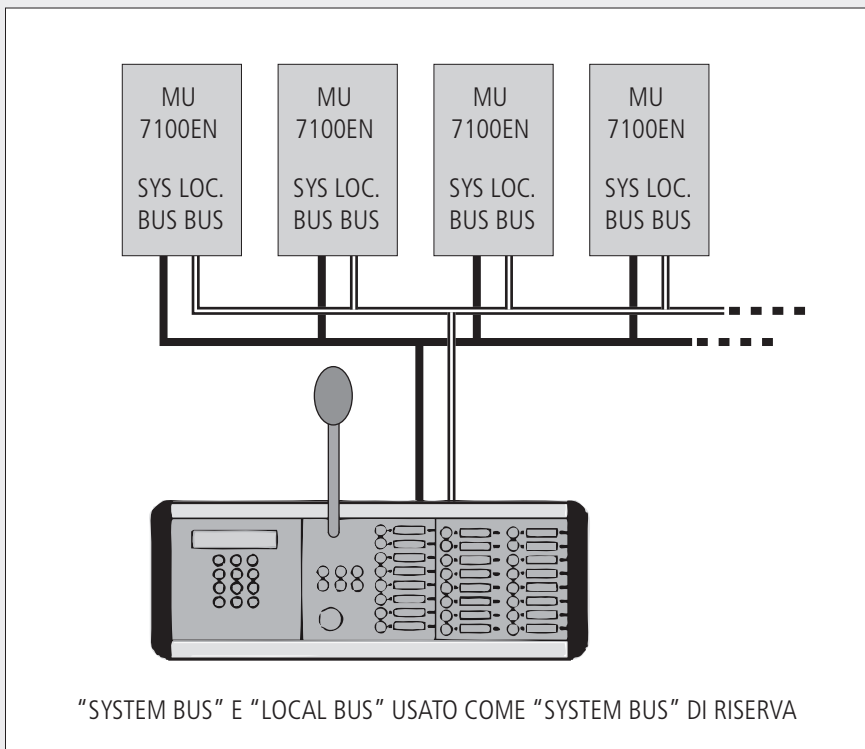 MU
7100EN
SYS LOC.
BUS BUS
MU
7100EN
SYS LOC.
BUS BUS
MU
7100EN
SYS LOC.
BUS BUS
MU
7100EN
SYS LOC.
BUS BUS
“SYSTEM BUS” E “LOCAL BUS” USATO COME “SYSTEM BUS” DI RISERVA